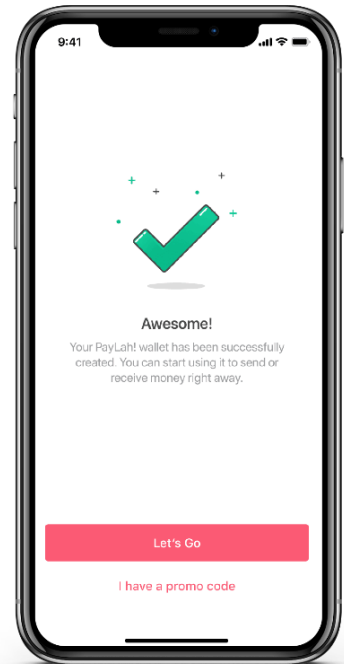 9:41
Awesome!
Your PayLah! wallet has been successfully
created. You can start using it to send or
receive money right away.
Let's Go
I have a promo code